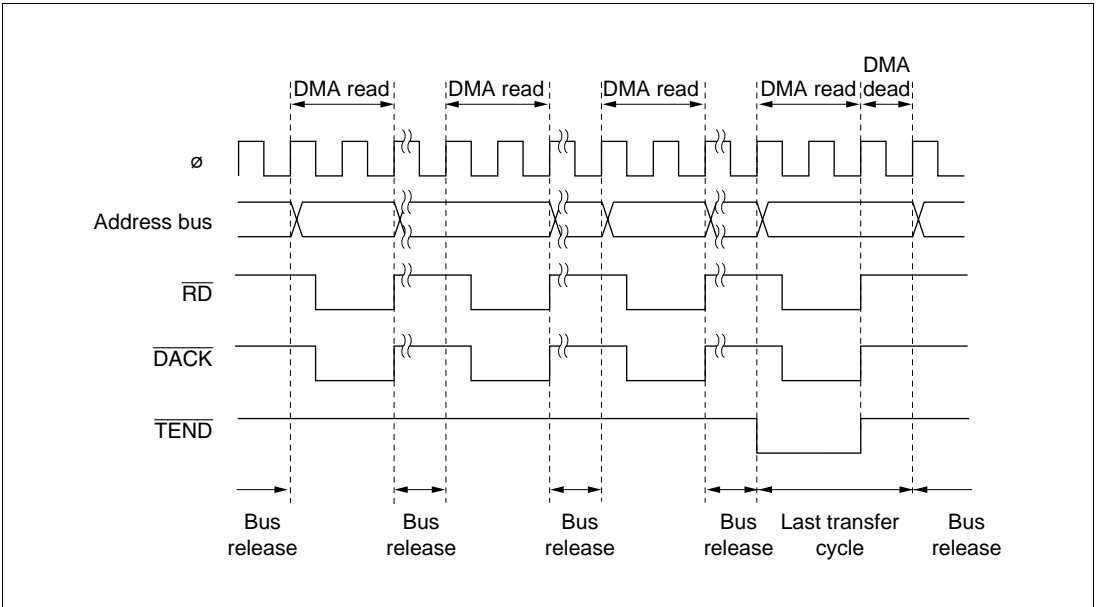 DMA
DMA read DMA read DMA read DMA read dead
ø
Address bus
RD
DACK
TEND
Bus release
Bus release
Bus release
Bus release
Last transfer cycle
Bus release